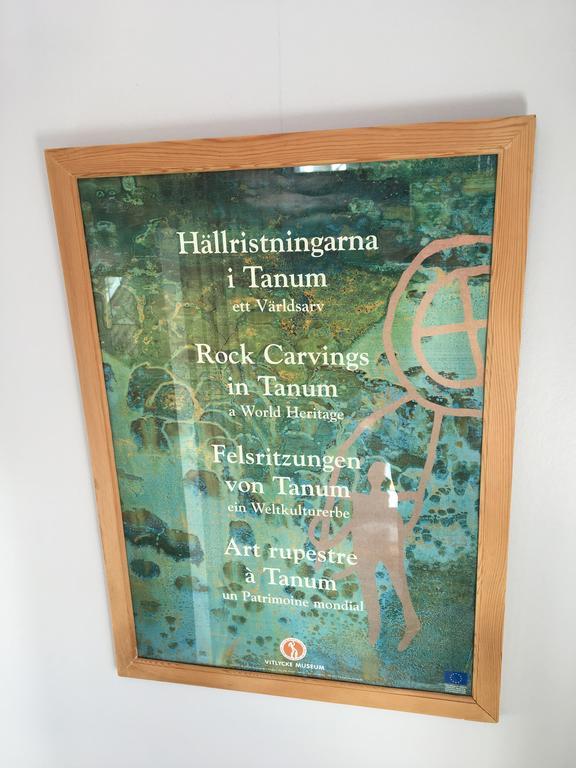 Hällristningarna
i Tanum
ett Världsarv
Rock Carvings
in Tanum
a World Heritage
Felsritzungen
von Tanum
ein Weltkulturerbe
Art rupestre
à Tanum
un Patrimoine mondial
VITLYCKE MUSEUM